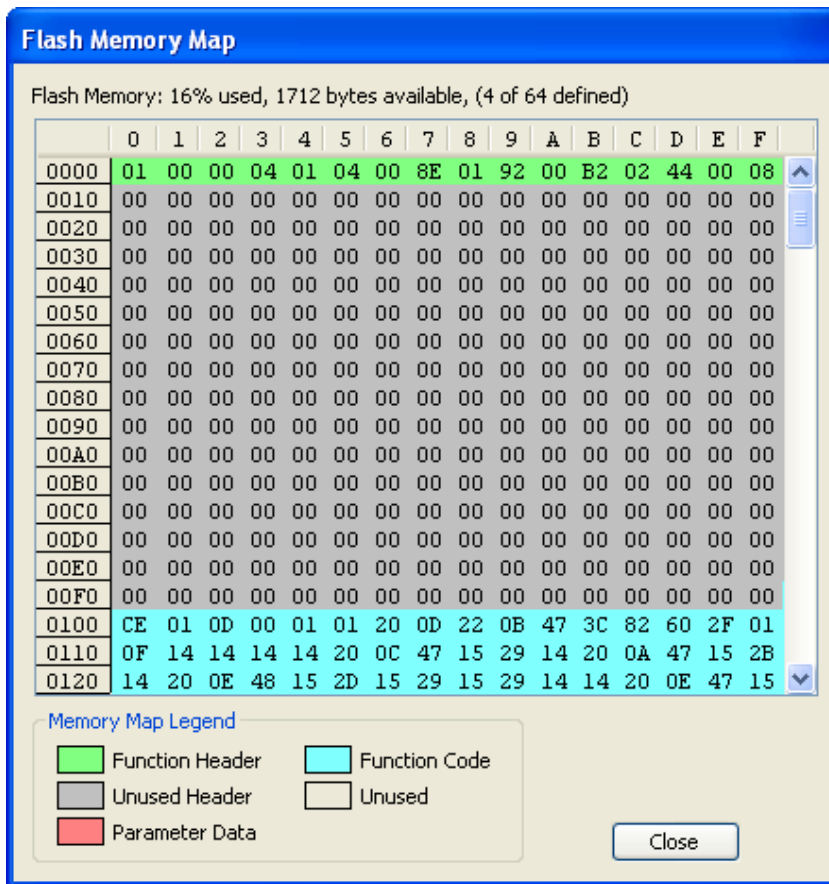 Flash Memory Map
Flash Memory: 16% used, 1712 bytes available, (4 of 64 defined)
0 1 2 3 4 5 6 7 8 9 A B C D E F
0000 01 00 00 04 01 04 00 8E 01 92 00 B2 02 44 00 08
0010 00 00 00 00 00 00 00 00 00 00 00 00 00 00 00 00
0020 00 00 00 00 00 00 00 00 00 00 00 00 00 00 00 00
0030 00 00 00 00 00 00 00 00 00 00 00 00 00 00 00 00
0040 00 00 00 00 00 00 00 00 00 00 00 00 00 00 00 00
0050 00 00 00 00 00 00 00 00 00 00 00 00 00 00 00 00
0060 00 00 00 00 00 00 00 00 00 00 00 00 00 00 00 00
0070 00 00 00 00 00 00 00 00 00 00 00 00 00 00 00 00
0080 00 00 00 00 00 00 00 00 00 00 00 00 00 00 00 00
0090 00 00 00 00 00 00 00 00 00 00 00 00 00 00 00 00
00A0 00 00 00 00 00 00 00 00 00 00 00 00 00 00 00 00
00B0 00 00 00 00 00 00 00 00 00 00 00 00 00 00 00 00
00C0 00 00 00 00 00 00 00 00 00 00 00 00 00 00 00 00
00D0 00 00 00 00 00 00 00 00 00 00 00 00 00 00 00 00
00E0 00 00 00 00 00 00 00 00 00 00 00 00 00 00 00 00
00F0 00 00 00 00 00 00 00 00 00 00 00 00 00 00 00 00
0100 CE 01 0D 00 01 01 20 0D 22 0B 47 3C 82 60 2F 01
0110 0F 14 14 14 14 20 0C 47 15 29 14 20 0A 47 15 2B
0120 14 20 0E 48 15 2D 15 29 15 29 14 14 20 0E 47 15
Memory Map Legend
Function Header Function Code
Unused Header Unused
Parameter Data
Close